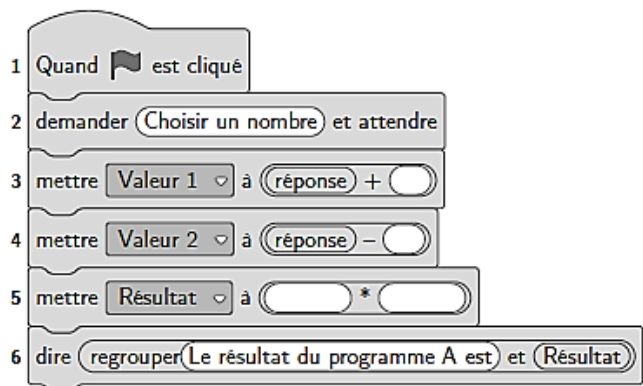 1 Quand est cliqué
2 demander Choisir un nombre et attendre
3 mettre Valeur 1 à réponse +
4 mettre Valeur 2 à réponse −
5 mettre Résultat à *
6 dire regrouper Le résultat du programme A est et Résultat